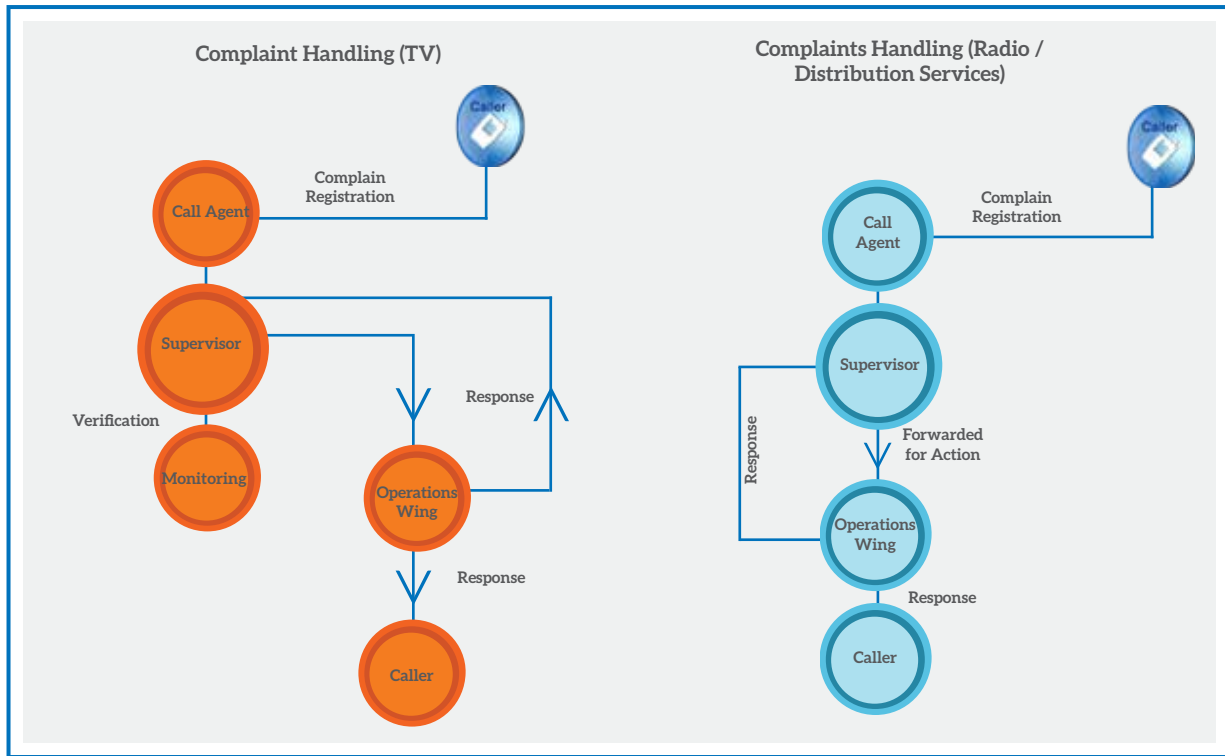 Complaint Handling (TV)
Caller
Complain
Registration
Call Agent
Supervisor
Verification
Monitoring
Response
Operations
Wing
Response
Caller
Complaints Handling (Radio /
Distribution Services)
Caller
Complain
Registration
Call
Agent
Supervisor
Response
Forwarded
for Action
Operations
Wing
Response
Caller